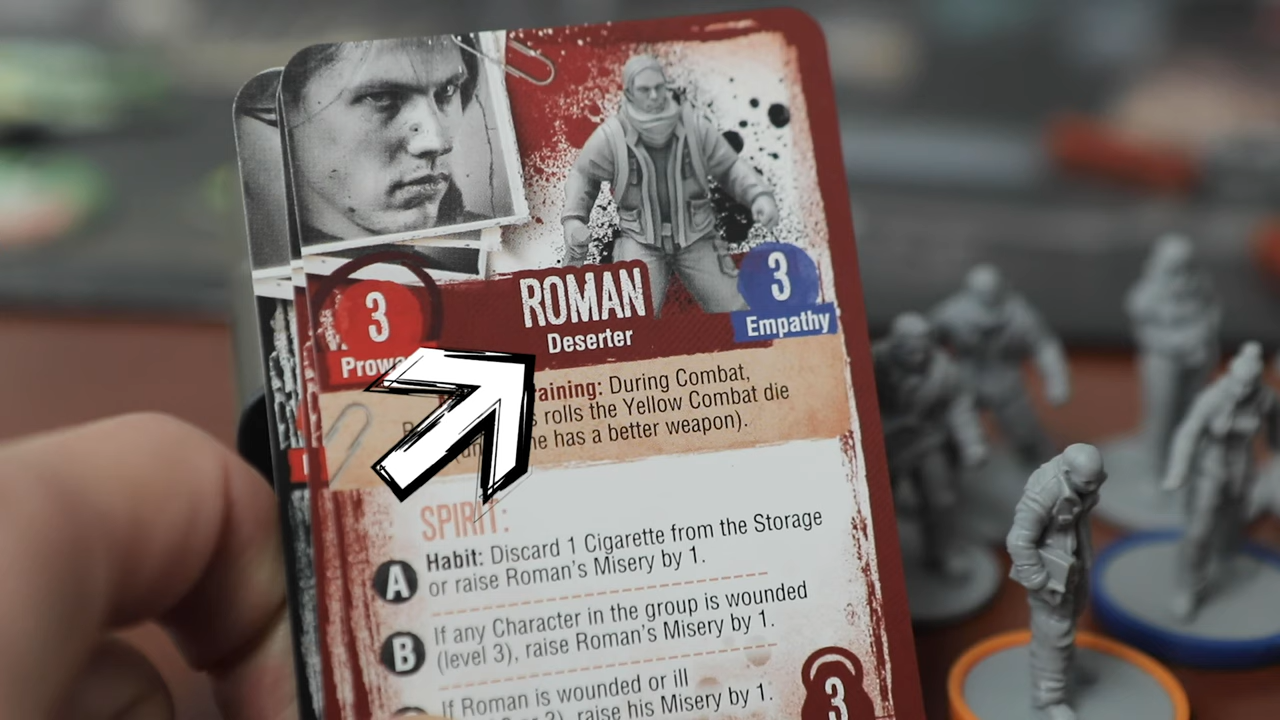 3
Prow
ROMAN
Deserter
3
Empathy
raining: During Combat,
s rolls the Yellow Combat die
ne has a better weapon).
SPIRIT:
A Habit: Discard 1 Cigarette from the Storage
or raise Roman's Misery by 1.
B If any Character in the group is wounded
(level 3), raise Roman's Misery by 1.
If Roman is wounded or ill
3), raise his Misery by 1.
3